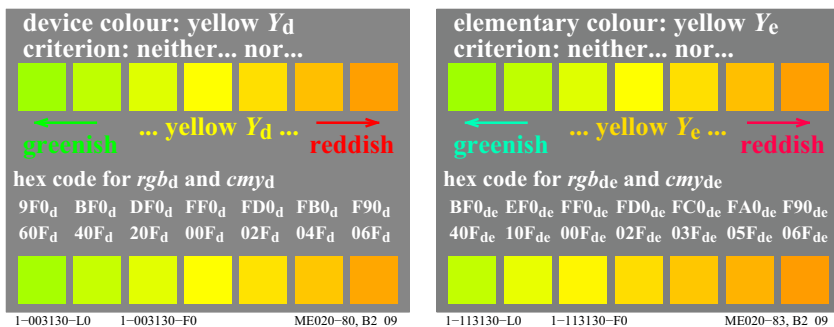 device colour: yellow Yd
criterion: neither... nor...
... yellow Yd ...
greenish
reddish
hex code for rgbd and cmyd
9F0d BF0d DF0d FF0d FD0d FB0d F90d
60Fd 40Fd 20Fd 00Fd 02Fd 04Fd 06Fd
1−003130−L0 1−003130−F0 ME020−80, B2 09
elementary colour: yellow Ye
criterion: neither... nor...
... yellow Ye ...
greenish
reddish
hex code for rgbde and cmyde
BF0de EF0de FF0de FD0de FC0de FA0de F90de
40Fde 10Fde 00Fde 02Fde 03Fde 05Fde 06Fde
1−113130−L0 1−113130−F0 ME020−83, B2 09